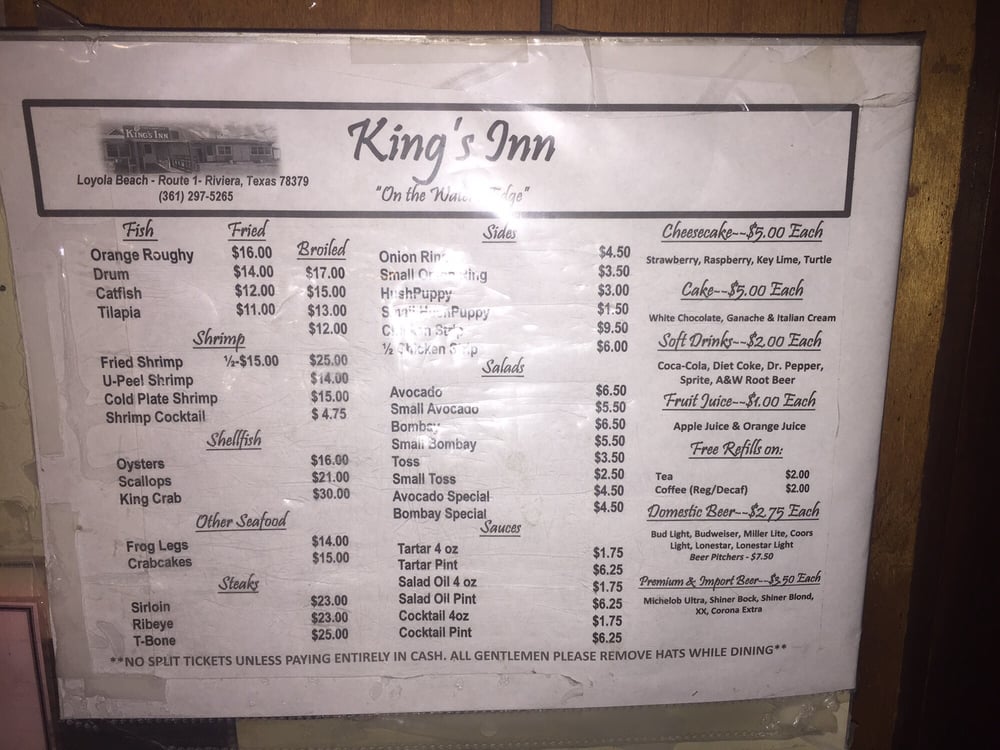 KING'S INN
King's Inn
Loyola Beach - Route 1- Riviera, Texas 78379
(361) 297-5265
"On the Water Edge"
Fish Fried Broiled
Orange Roughy $16.00 $17.00
Drum $14.00 $15.00
Catfish $12.00 $13.00
Tilapia $11.00 $12.00
Shrimp
Fried Shrimp ½-$15.00 $25.00
U-Peel Shrimp $14.00
Cold Plate Shrimp $15.00
Shrimp Cocktail $ 4.75
Shellfish
Oysters $16.00
Scallops $21.00
King Crab $30.00
Other Seafood
Frog Legs $14.00
Crabcakes $15.00
Steaks
Sirloin $23.00
Ribeye $23.00
T-Bone $25.00
Sides
Onion Ring $4.50
Small Onion Ring $3.50
HushPuppy $3.00
Small HushPuppy $1.50
Chicken Strip $9.50
½ Chicken Strip $6.00
Salads
Avocado $6.50
Small Avocado $5.50
Bombay $6.50
Small Bombay $5.50
Toss $3.50
Small Toss $2.50
Avocado Special $4.50
Bombay Special $4.50
Sauces
Tartar 4 oz $1.75
Tartar Pint $6.25
Salad Oil 4 oz $1.75
Salad Oil Pint $6.25
Cocktail 4oz $1.75
Cocktail Pint $6.25
Cheesecake--$5.00 Each
Strawberry, Raspberry, Key Lime, Turtle
Cake--$5.00 Each
White Chocolate, Ganache & Italian Cream
Soft Drinks--$2.00 Each
Coca-Cola, Diet Coke, Dr. Pepper,
Sprite, A&W Root Beer
Fruit Juice--$1.00 Each
Apple Juice & Orange Juice
Free Refills on:
Tea $2.00
Coffee (Reg/Decaf) $2.00
Domestic Beer--$2.75 Each
Bud Light, Budweiser, Miller Lite, Coors
Light, Lonestar, Lonestar Light
Beer Pitchers - $7.50
Premium & Import Beer--$3.50 Each
Michelob Ultra, Shiner Bock, Shiner Blond,
XX, Corona Extra
**NO SPLIT TICKETS UNLESS PAYING ENTIRELY IN CASH. ALL GENTLEMEN PLEASE REMOVE HATS WHILE DINING**